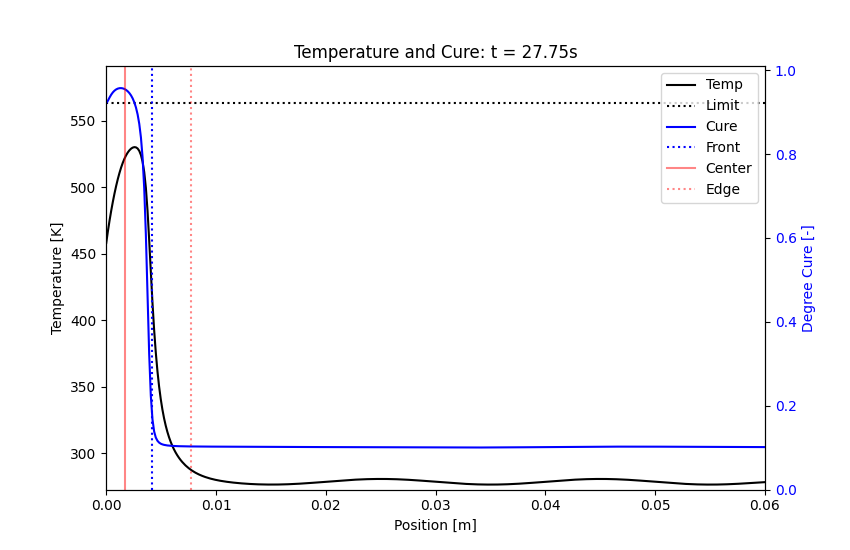 Temperature and Cure: t = 27.75s
Temp
Limit
Cure
Front
Center
Edge
Temperature [K]
550
500
450
400
350
300
Degree Cure [-]
1.0
0.8
0.6
0.4
0.2
0.0
0.00 0.01 0.02 0.03 0.04 0.05 0.06
Position [m]